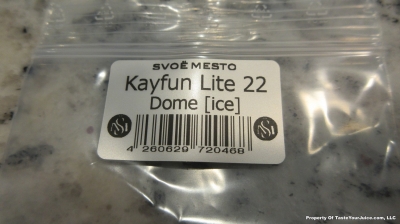 SVOË MESTO
Kayfun Lite 22
Dome [ice]
4 260629 720468
Property Of TasteYourJuice.com, LLC